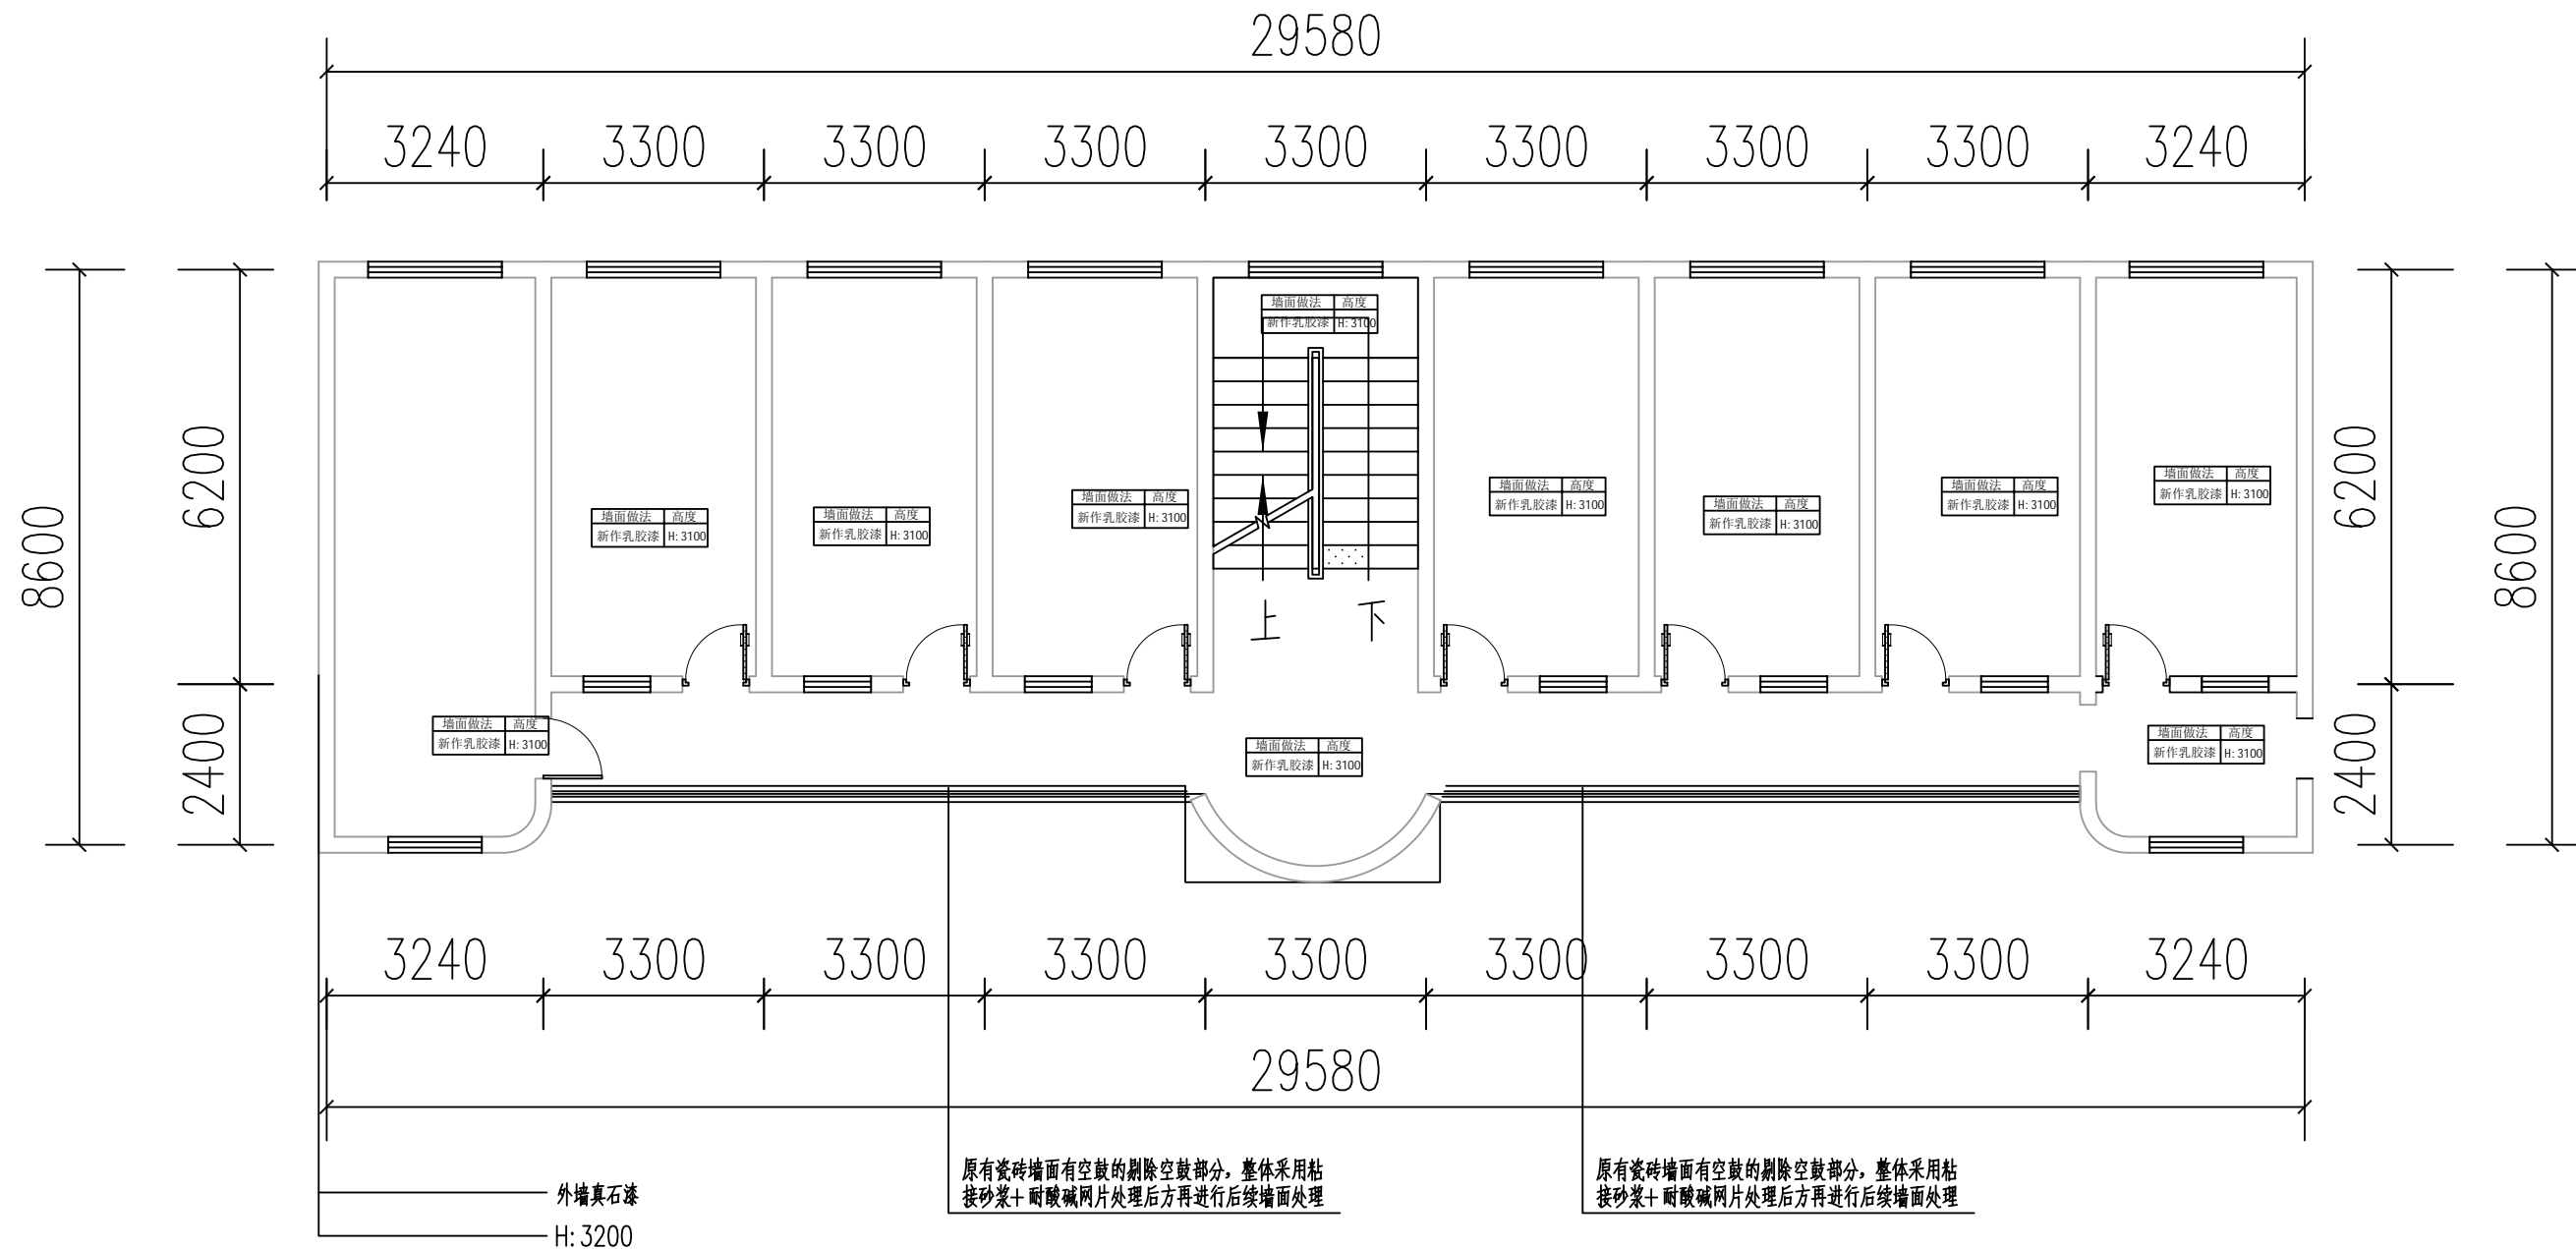 29580
3240 3300 3300 3300 3300 3300 3300 3300 3240
8600
6200
2400
6200
2400
8600
墙面做法 高度
新作乳胶漆 H: 3100
墙面做法 高度
新作乳胶漆 H: 3100
墙面做法 高度
新作乳胶漆 H: 3100
墙面做法 高度
新作乳胶漆 H: 3100
墙面做法 高度
新作乳胶漆 H: 3100
墙面做法 高度
新作乳胶漆 H: 3100
墙面做法 高度
新作乳胶漆 H: 3100
墙面做法 高度
新作乳胶漆 H: 3100
上 下
墙面做法 高度
新作乳胶漆 H: 3100
墙面做法 高度
新作乳胶漆 H: 3100
墙面做法 高度
新作乳胶漆 H: 3100
3240 3300 3300 3300 3300 3300 3300 3300 3240
29580
外墙真石漆
H: 3200
原有瓷砖墙面有空鼓的剔除空鼓部分，整体采用粘
接砂浆+耐酸碱网片处理后方再进行后续墙面处理
原有瓷砖墙面有空鼓的剔除空鼓部分，整体采用粘
接砂浆+耐酸碱网片处理后方再进行后续墙面处理